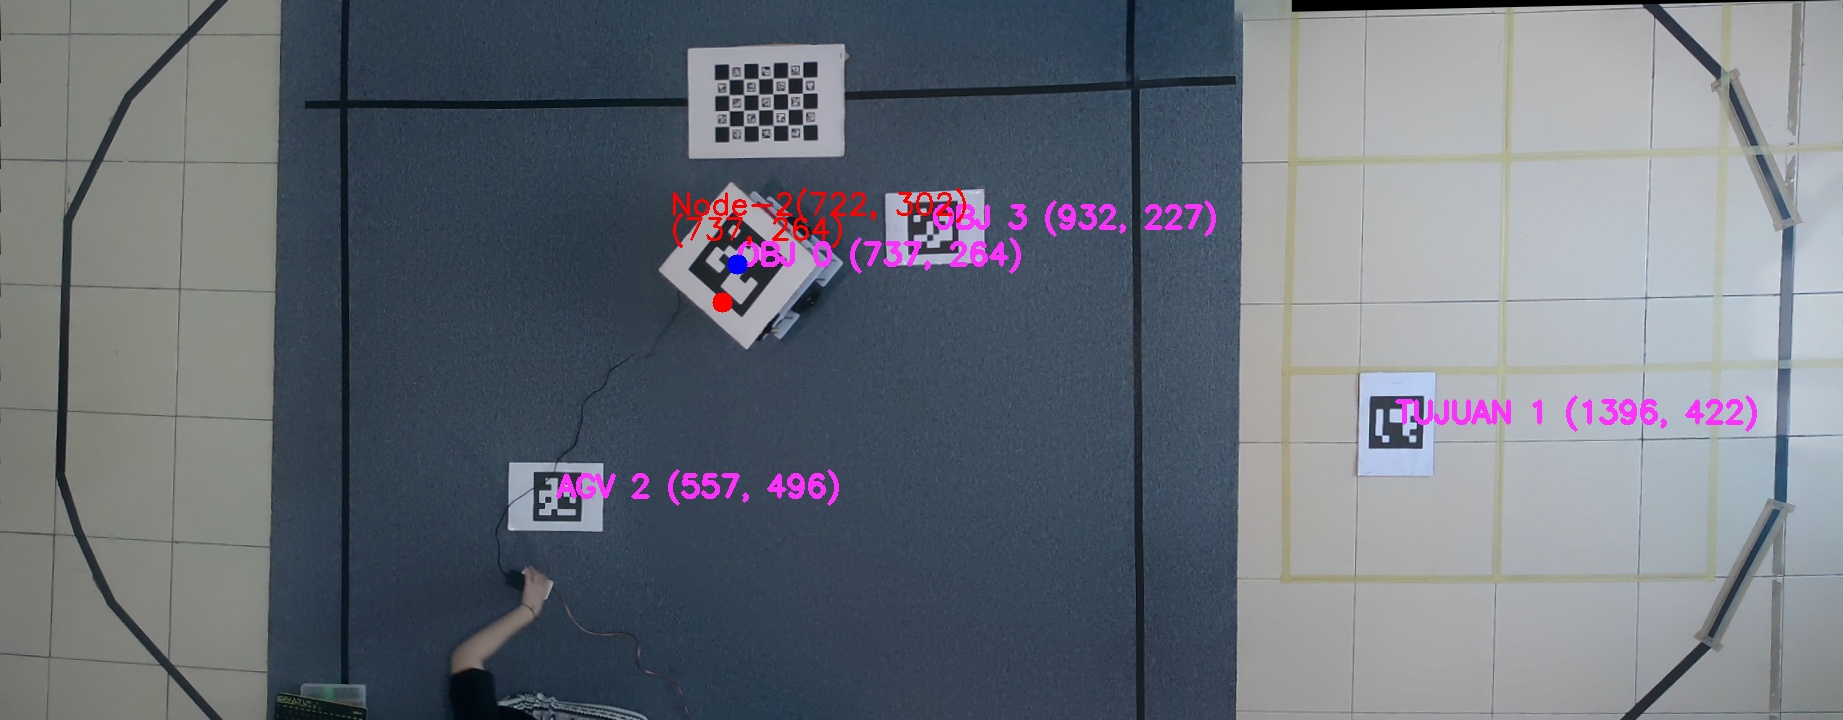 Node-2(722, 302)
(737, 264)
OBJ 3 (932, 227)
OBJ 0 (737, 264)
TUJUAN 1 (1396, 422)
AGV 2 (557, 496)